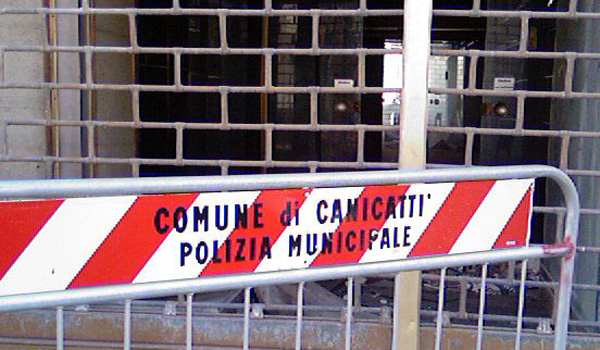 COMUNE di CANICATTI'
POLIZIA MUNICIPALE